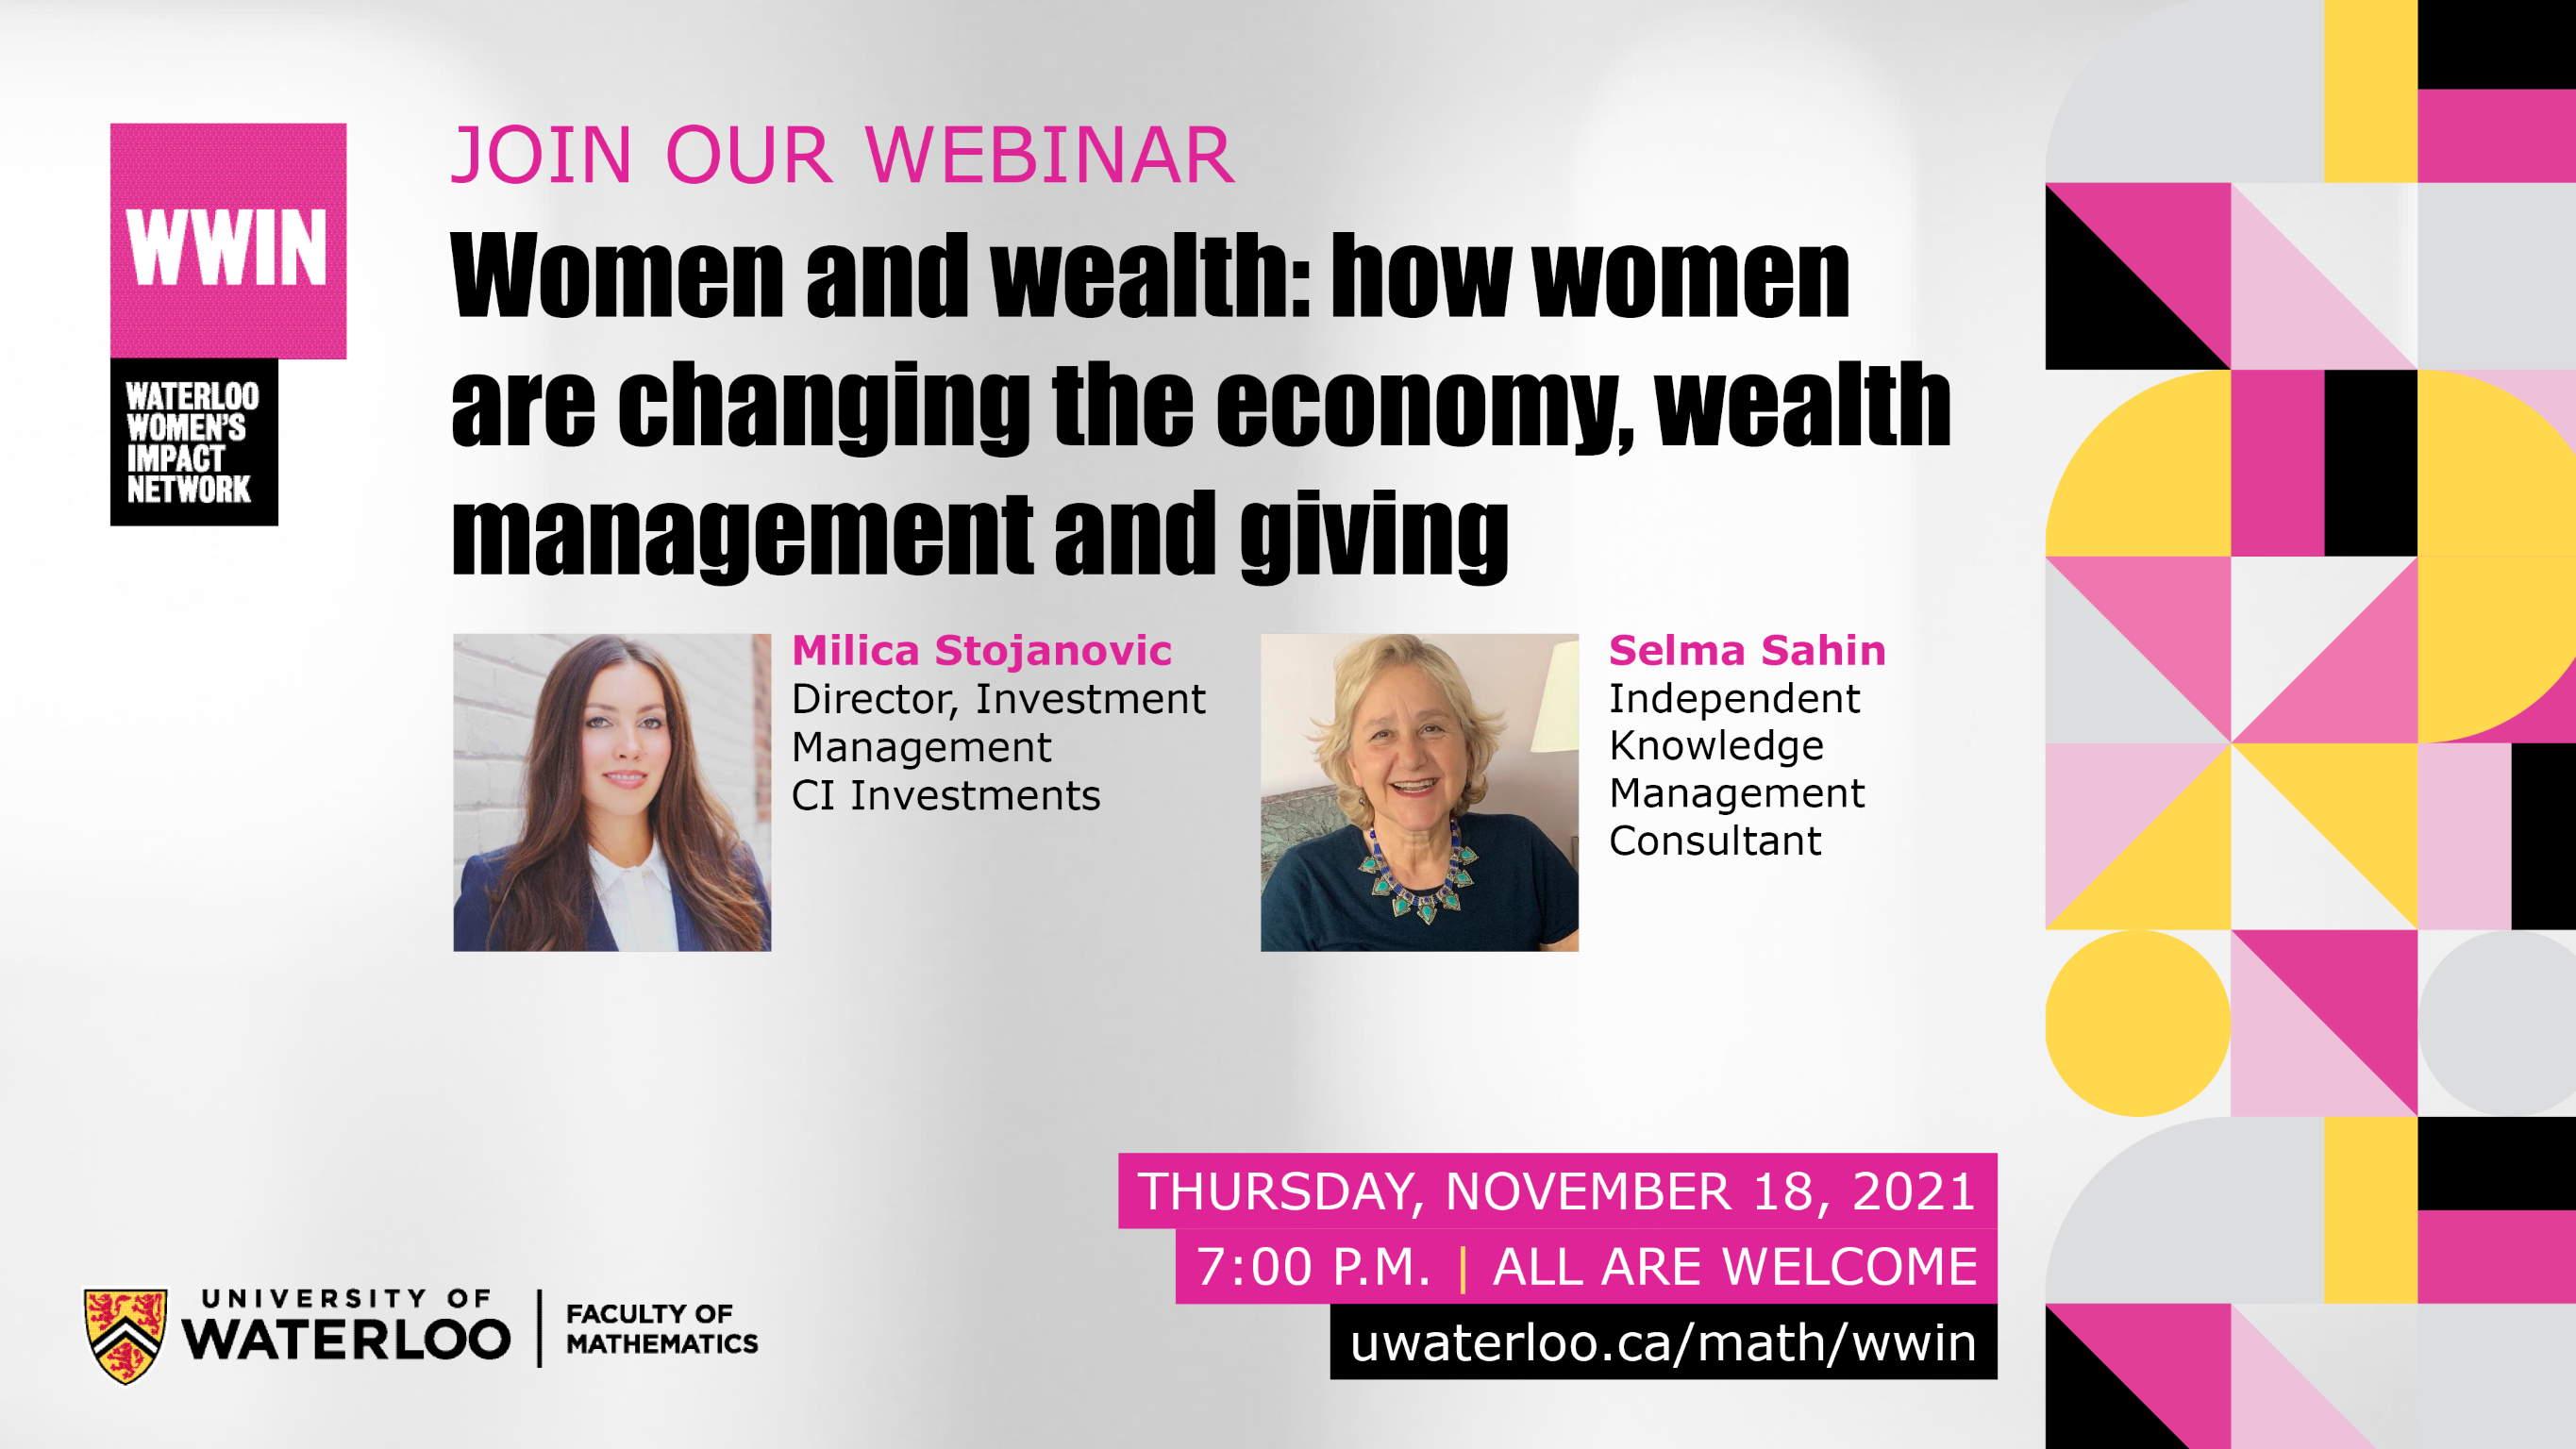 WWIN
WATERLOO
WOMEN'S
IMPACT
NETWORK
JOIN OUR WEBINAR
Women and wealth: how women
are changing the economy, wealth
management and giving
Milica Stojanovic
Director, Investment
Management
CI Investments
Selma Sahin
Independent
Knowledge
Management
Consultant
THURSDAY, NOVEMBER 18, 2021
7:00 P.M. | ALL ARE WELCOME
uwaterloo.ca/math/wwin
UNIVERSITY OF
WATERLOO
FACULTY OF
MATHEMATICS